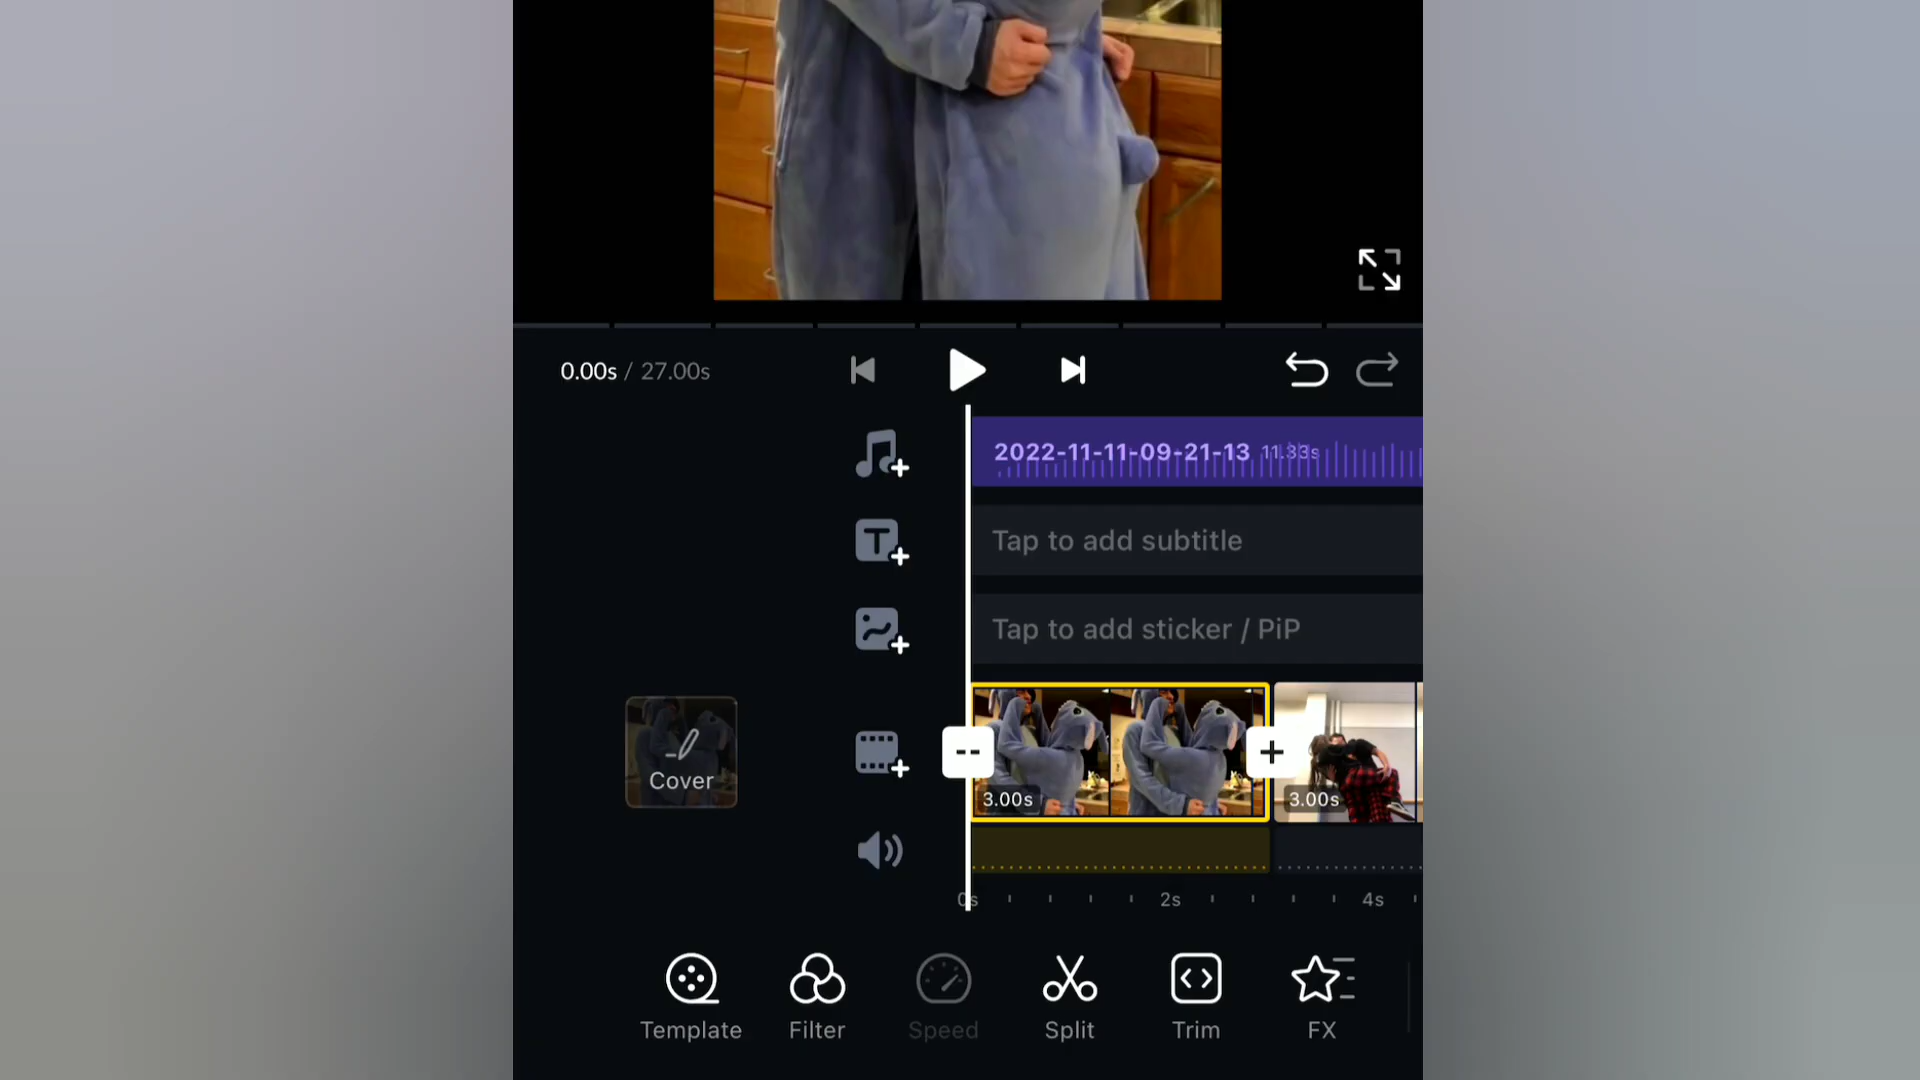 0.00s / 27.00s
2022-11-11-09-21-13 11.33s
Tap to add subtitle
Tap to add sticker / PiP
Cover
3.00s
3.00s
0s 2s 4s
Template Filter Speed Split Trim FX